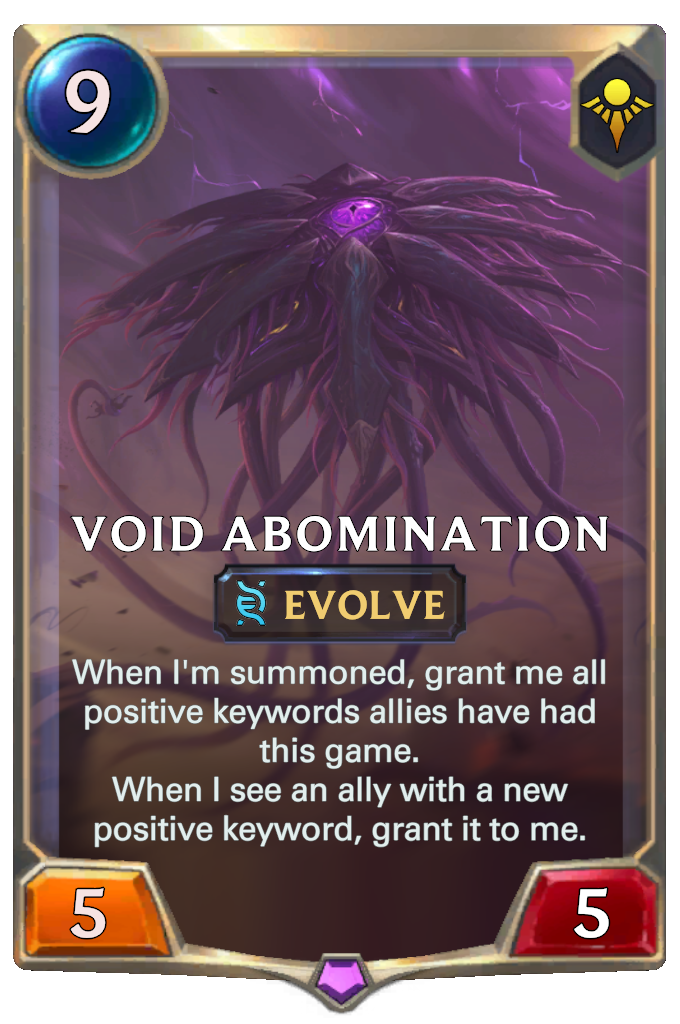 9
VOID ABOMINATION
EVOLVE
When I'm summoned, grant me all
positive keywords allies have had
this game.
When I see an ally with a new
positive keyword, grant it to me.
5
5